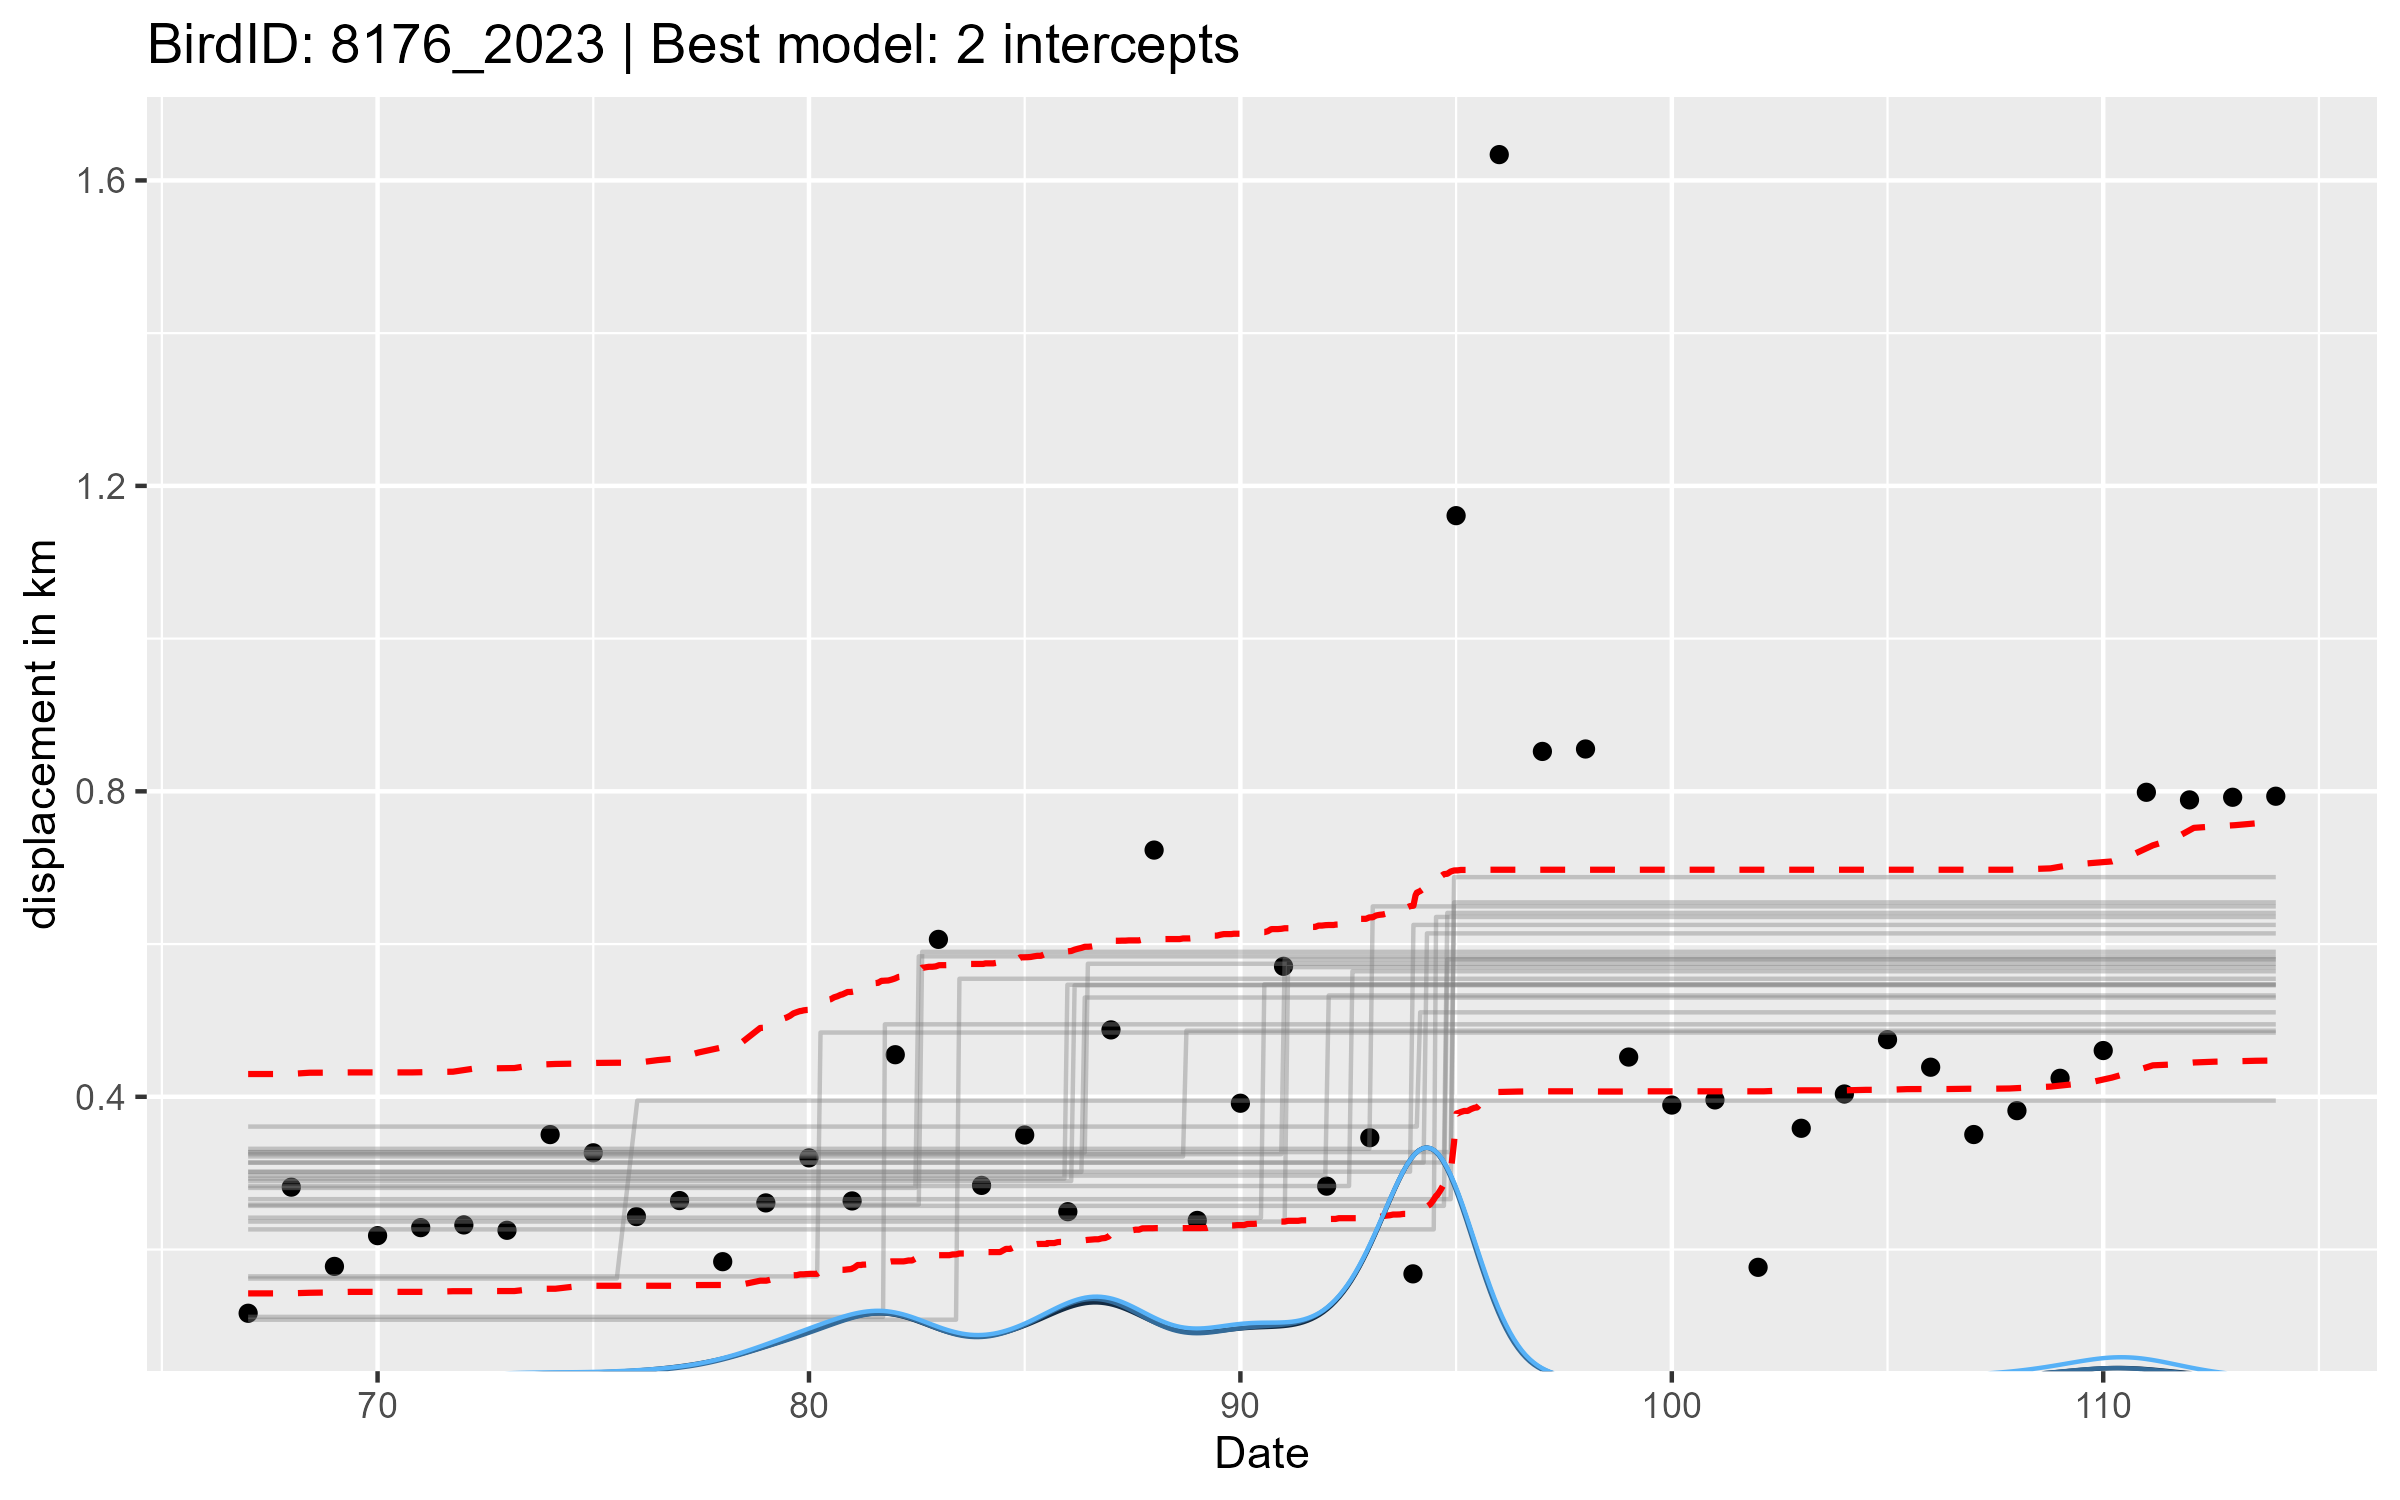 BirdID: 8176_2023 | Best model: 2 intercepts
displacement in km
1.6
1.2
0.8
0.4
70 80 90 100 110
Date